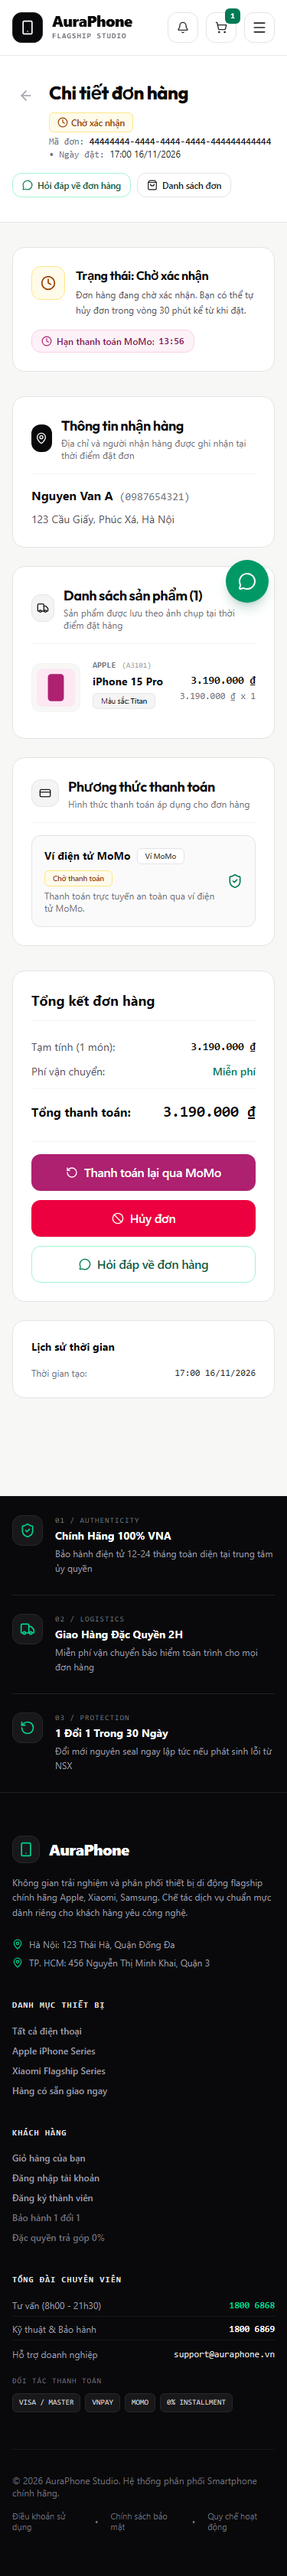 AuraPhone
FLAGSHIP STUDIO
1
Chi tiết đơn hàng
Chờ xác nhận
Mã đơn: 44444444-4444-4444-4444-444444444444
• Ngày đặt: 17:00 16/11/2026
Hỏi đáp về đơn hàng
Danh sách đơn
Trạng thái: Chờ xác nhận
Đơn hàng đang chờ xác nhận. Bạn có thể tự
hủy đơn trong vòng 30 phút kể từ khi đặt.
Hạn thanh toán MoMo: 13:56
Thông tin nhận hàng
Địa chỉ và người nhận hàng được ghi nhận tại
thời điểm đặt đơn
Nguyen Van A (0987654321)
123 Cầu Giấy, Phúc Xá, Hà Nội
Danh sách sản phẩm (1)
Sản phẩm được lưu theo ảnh chụp tại thời
điểm đặt hàng
APPLE (A3101)
iPhone 15 Pro
Màu sắc: Titan
3.190.000 ₫
3.190.000 ₫ x 1
Phương thức thanh toán
Hình thức thanh toán áp dụng cho đơn hàng
Ví điện tử MoMo
Ví MoMo
Chờ thanh toán
Thanh toán trực tuyến an toàn qua ví điện
tử MoMo.
Tổng kết đơn hàng
Tạm tính (1 món): 3.190.000 ₫
Phí vận chuyển: Miễn phí
Tổng thanh toán: 3.190.000 ₫
Thanh toán lại qua MoMo
Hủy đơn
Hỏi đáp về đơn hàng
Lịch sử thời gian
Thời gian tạo: 17:00 16/11/2026
01 / AUTHENTICITY
Chính Hãng 100% VNA
Bảo hành điện tử 12-24 tháng toàn diện tại trung tâm
ủy quyền
02 / LOGISTICS
Giao Hàng Đặc Quyền 2H
Miễn phí vận chuyển bảo hiểm toàn trình cho mọi
đơn hàng
03 / PROTECTION
1 Đổi 1 Trong 30 Ngày
Đổi mới nguyên seal ngay lập tức nếu phát sinh lỗi từ
NSX
AuraPhone
Không gian trải nghiệm và phân phối thiết bị di động flagship
chính hãng Apple, Xiaomi, Samsung. Chế tác dịch vụ chuẩn mực
dành riêng cho khách hàng yêu công nghệ.
Hà Nội: 123 Thái Hà, Quận Đống Đa
TP. HCM: 456 Nguyễn Thị Minh Khai, Quận 3
DANH MỤC THIẾT BỊ
Tất cả điện thoại
Apple iPhone Series
Xiaomi Flagship Series
Hàng có sẵn giao ngay
KHÁCH HÀNG
Giỏ hàng của bạn
Đăng nhập tài khoản
Đăng ký thành viên
Bảo hành 1 đổi 1
Đặc quyền trả góp 0%
TỔNG ĐÀI CHUYÊN VIÊN
Tư vấn (8h00 - 21h30) 1800 6868
Kỹ thuật & Bảo hành 1800 6869
Hỗ trợ doanh nghiệp support@auraphone.vn
ĐỐI TÁC THANH TOÁN
VISA / MASTER
VNPAY
MOMO
0% INSTALLMENT
© 2026 AuraPhone Studio. Hệ thống phân phối Smartphone
chính hãng.
Điều khoản sử dụng
•
Chính sách bảo mật
•
Quy chế hoạt động